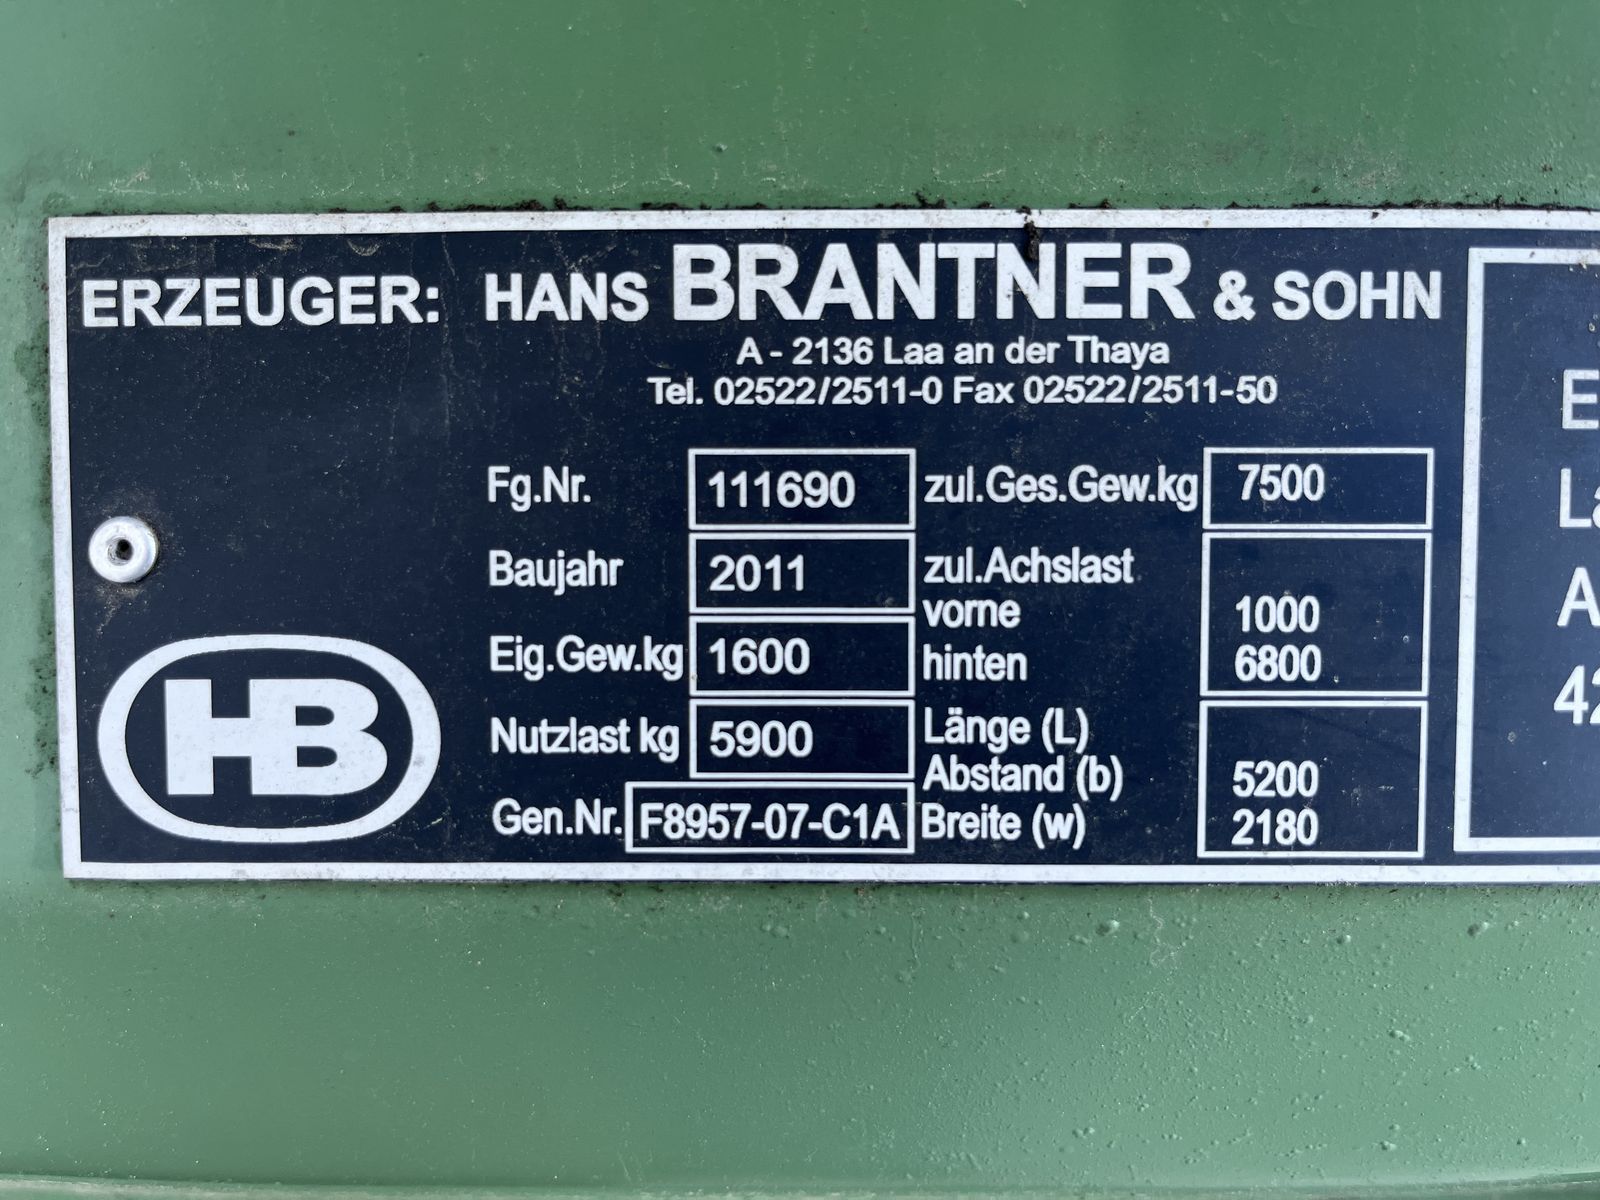 ERZEUGER: HANS BRANTNER & SOHN
A - 2136 Laa an der Thaya
Tel. 02522/2511-0 Fax 02522/2511-50
Fg.Nr. 111690
Baujahr 2011
Eig.Gew.kg 1600
Nutzlast kg 5900
Gen.Nr. F8957-07-C1A
zul.Ges.Gew.kg 7500
zul.Achslast
vorne 1000
hinten 6800
Länge (L)
Abstand (b) 5200
Breite (w) 2180
HB